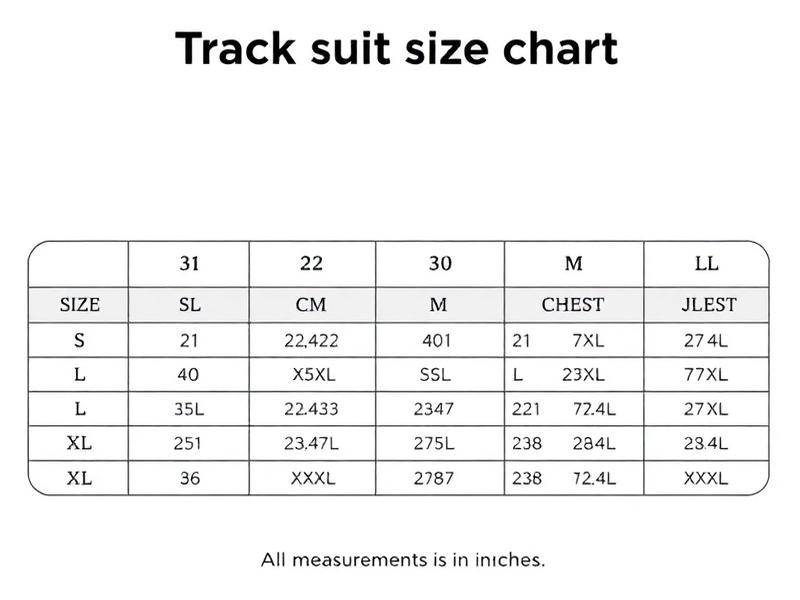 Track suit size chart
31 22 30 M LL
SIZE SL CM M CHEST JLEST
S 21 22,422 401 21 7XL 274L
L 40 X5XL SSL L 23XL 77XL
L 35L 22.433 2347 221 72.4L 27XL
XL 251 23.47L 275L 238 284L 28.4L
XL 36 XXXL 2787 238 72.4L XXXL
All measurements is in inıches.